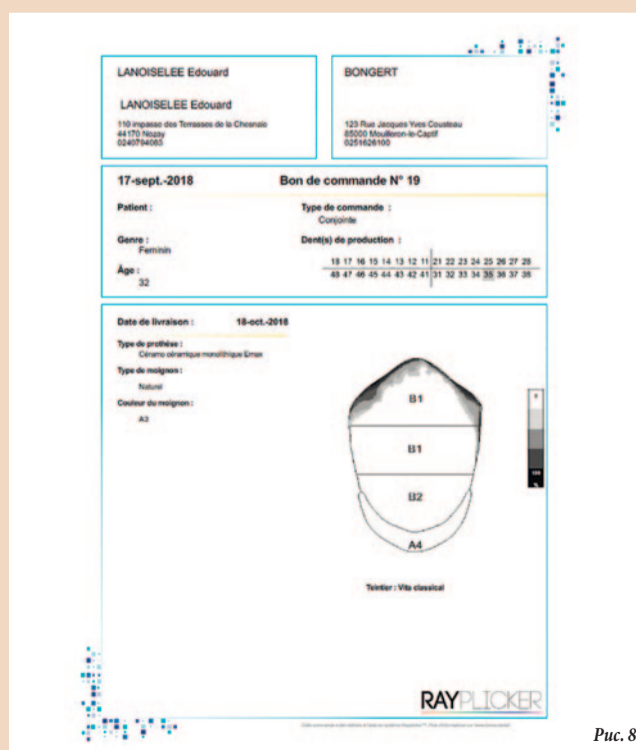 LANOISELEE Edouard
LANOISELEE Edouard
110 impasse des Terrasses de la Chesnaie
44170 Nozay
0240794083
BONGERT
123 Rue Jacques Yves Cousteau
85000 Mouilleron-le-Captif
0251626100
17-sept.-2018
Bon de commande N° 19
Patient :
Type de commande :
Conjointe
Genre :
Feminin
Dent(s) de production :
Âge :
32
18 17 16 15 14 13 12 11 21 22 23 24 25 26 27 28
48 47 46 45 44 43 42 41 31 32 33 34 35 36 37 38
Date de livraison : 18-oct.-2018
Type de prothèse :
Céramo céramique monolithique Emax
Type de moignon :
Naturel
Couleur du moignon :
A3
B1
B1
B2
A4
0
100
%
Teintier : Vita classical
RAYPLICKER
Рис. 8